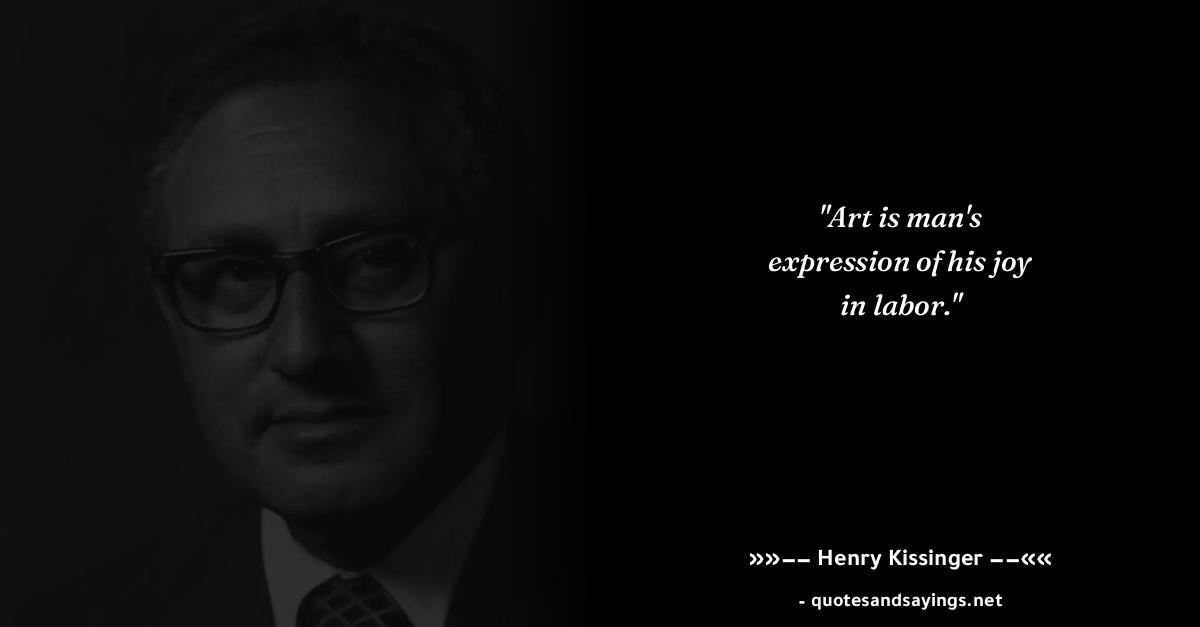 "Art is man's
expression of his joy
in labor."
»»–– Henry Kissinger ––««
- quotesandsayings.net